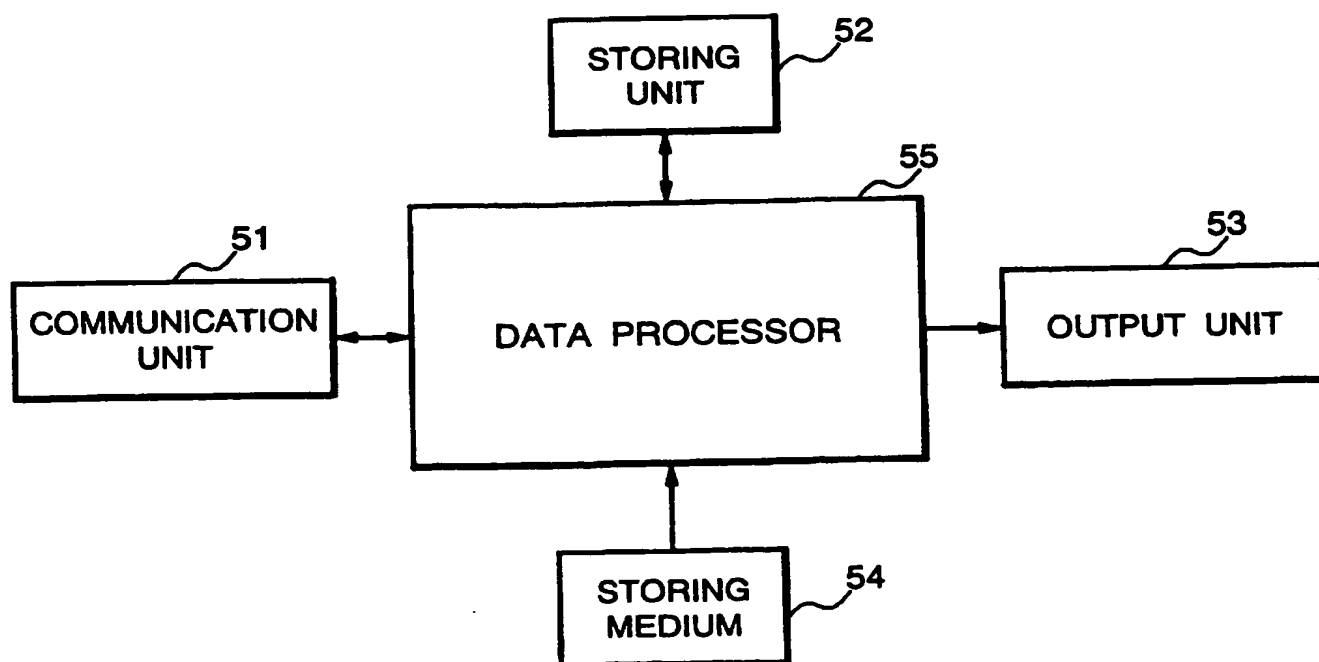 52
STORING
UNIT
55
51
53
COMMUNICATION
UNIT
DATA PROCESSOR
OUTPUT UNIT
54
STORING
MEDIUM